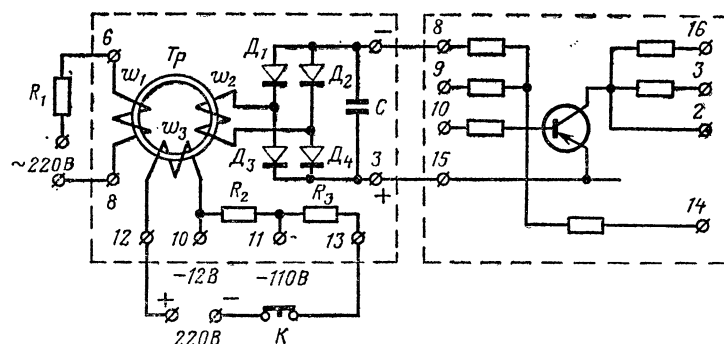 6 Тр Д₁ Д₂ − 8 16
w₁ w₂ 9 3
R₁ w₃ С 10 2
Д₃ Д₄
~220В 3 15
8 R₂ R₃ + 14
12 10 11 13
−12В −110В
+ −
220В К